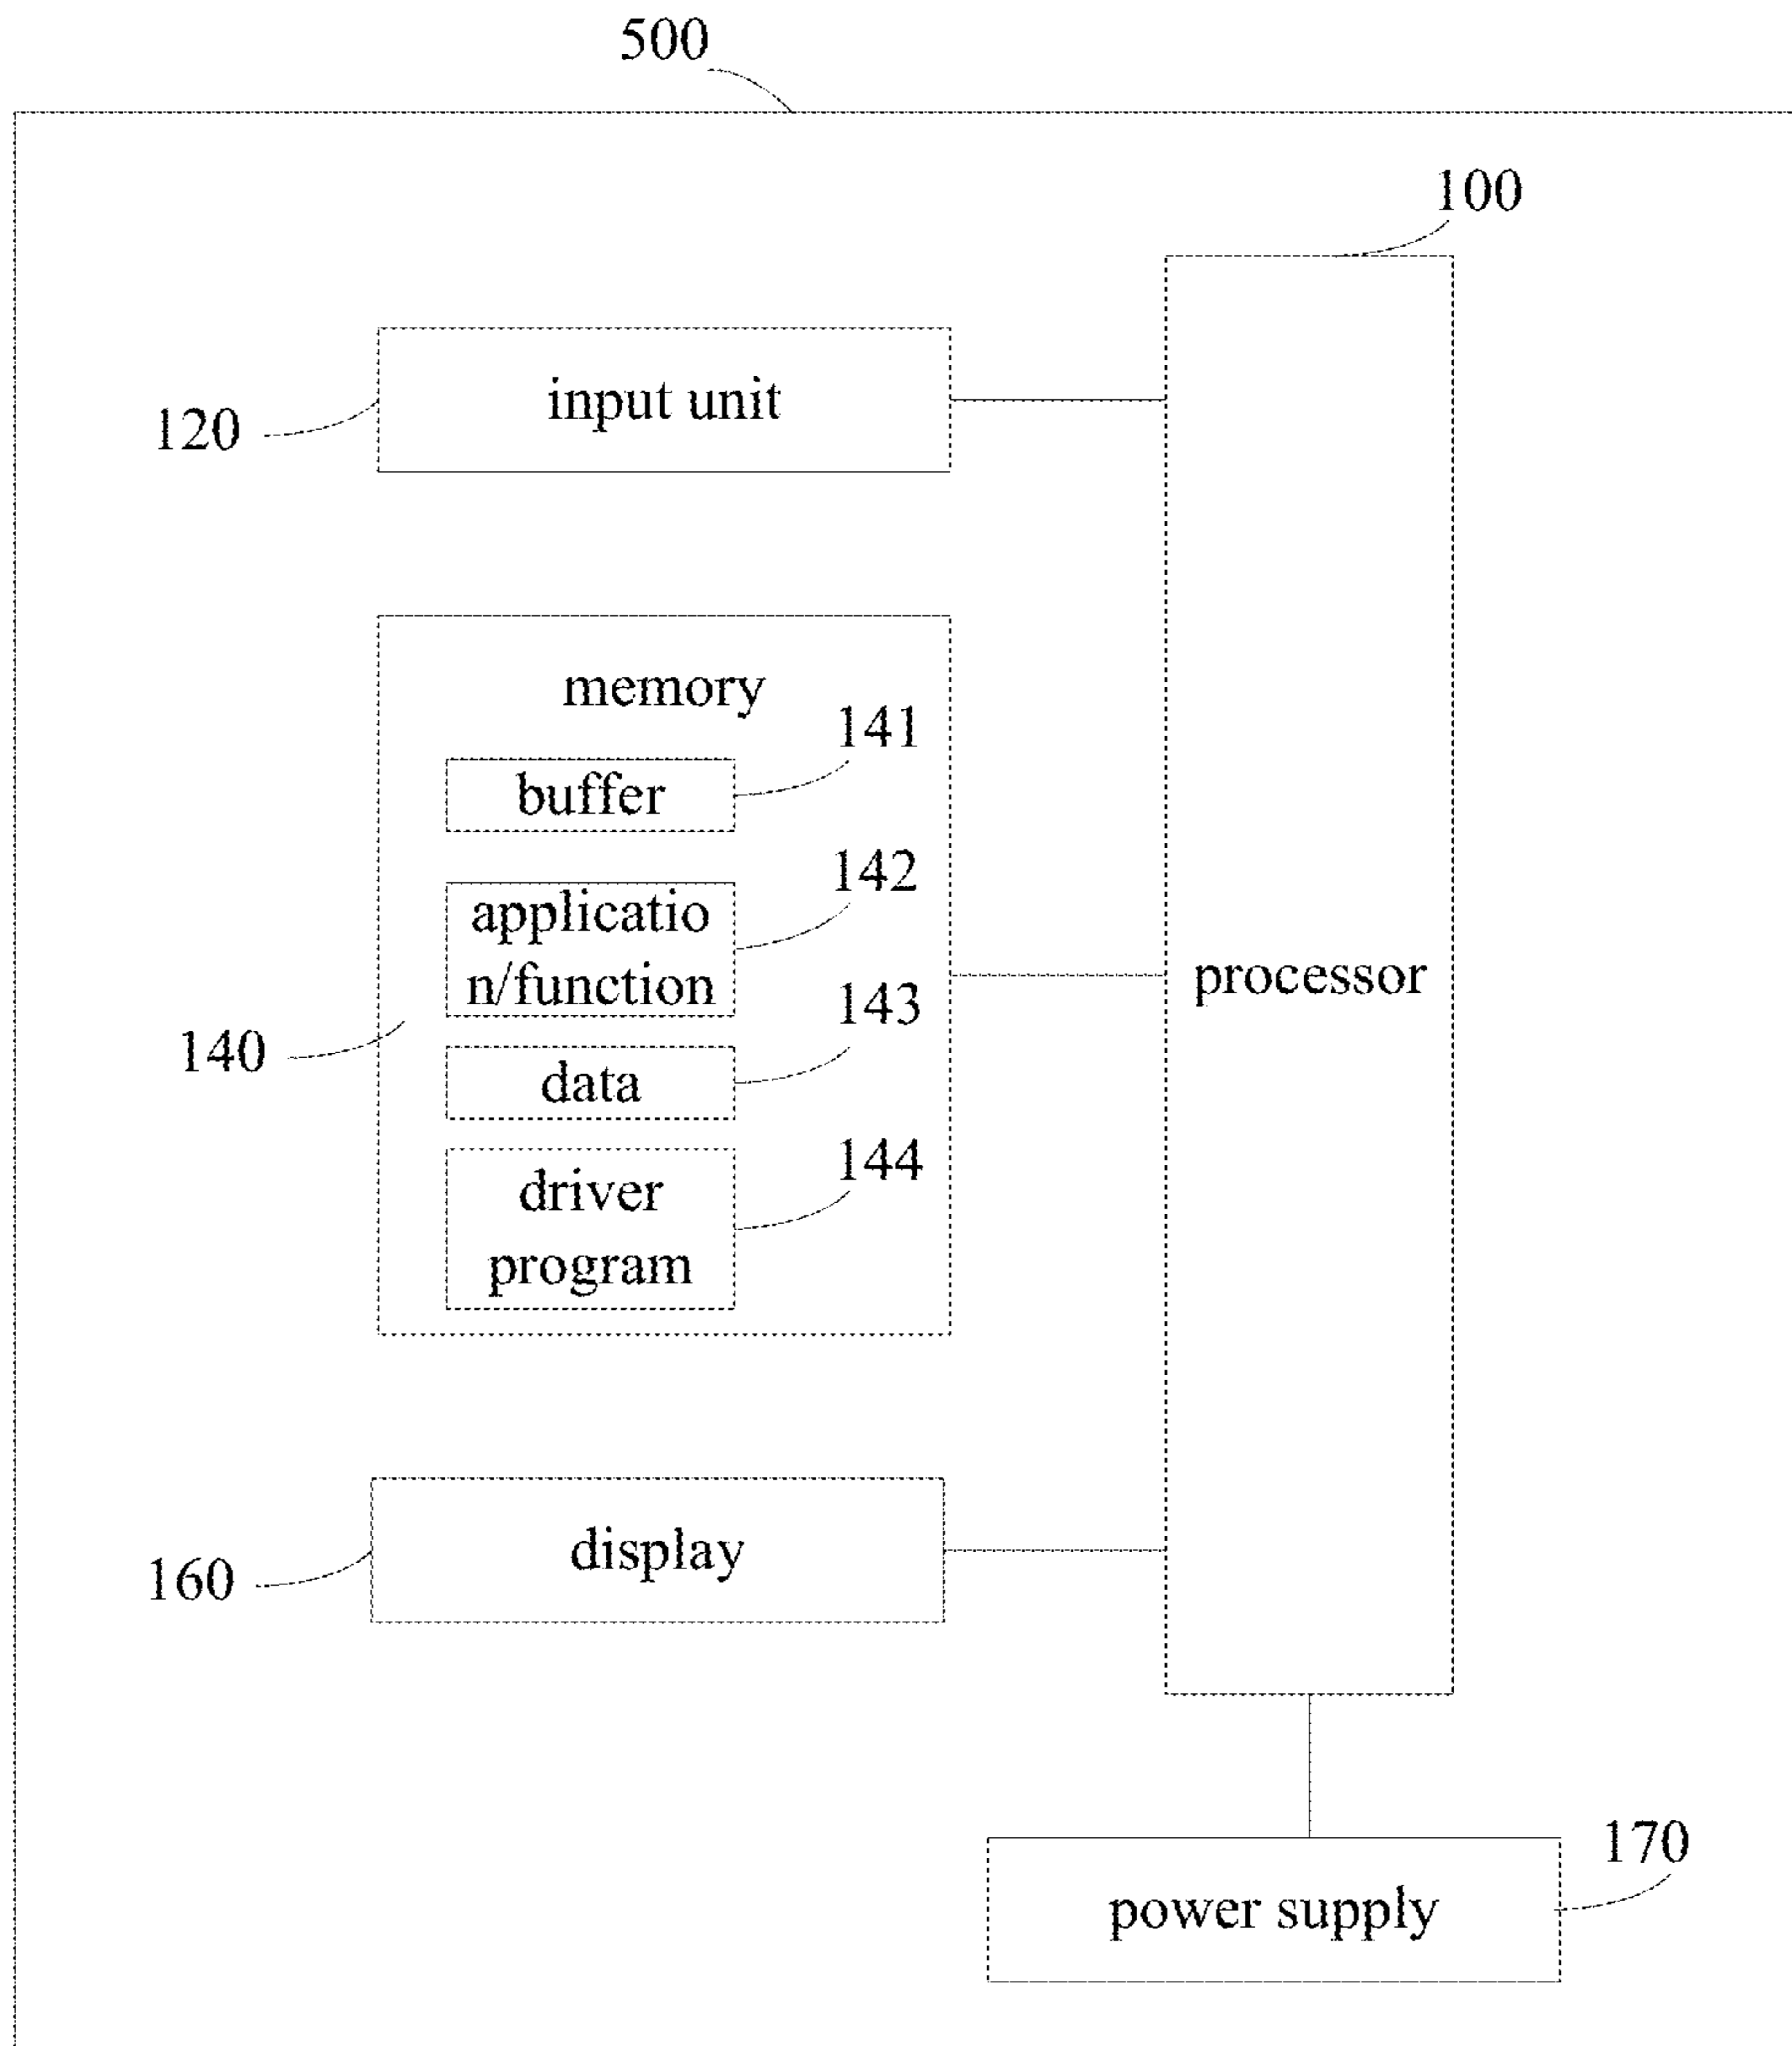 500
100
input unit
120
memory
141
buffer
142
applicatio
n/function
processor
143
140
data
144
driver
program
display
160
170
power supply